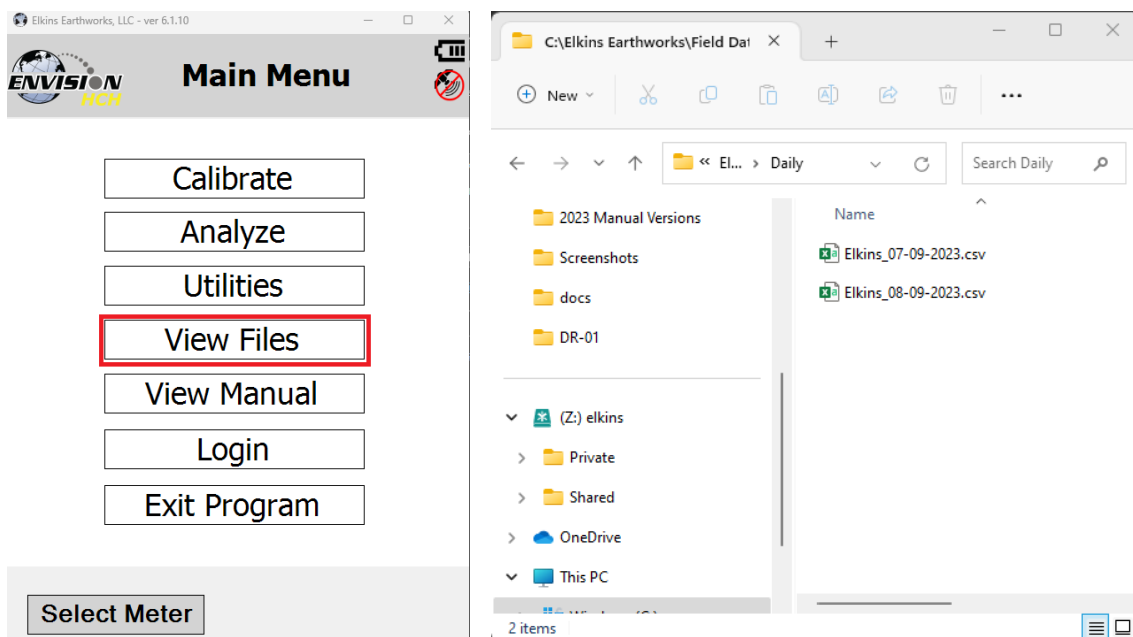 Elkins Earthworks, LLC - ver 6.1.10
ENVISION
HCM
Main Menu
Calibrate
Analyze
Utilities
View Files
View Manual
Login
Exit Program
Select Meter
C:\Elkins Earthworks\Field Dat
New
« El... > Daily
Search Daily
2023 Manual Versions
Screenshots
docs
DR-01
(Z:) elkins
Private
Shared
OneDrive
This PC
Name
Elkins_07-09-2023.csv
Elkins_08-09-2023.csv
2 items